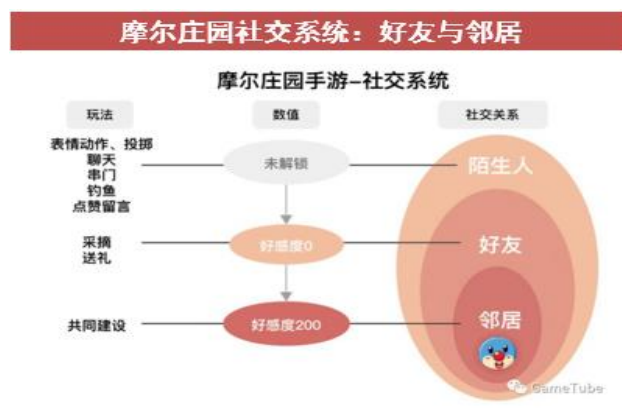 摩尔庄园社交系统：好友与邻居
摩尔庄园手游-社交系统
玩法
数值
社交关系
表情动作、投掷
聊天
串门
钓鱼
点赞留言
未解锁
陌生人
采摘
送礼
好感度0
好友
共同建设
好感度200
邻居
GameTube